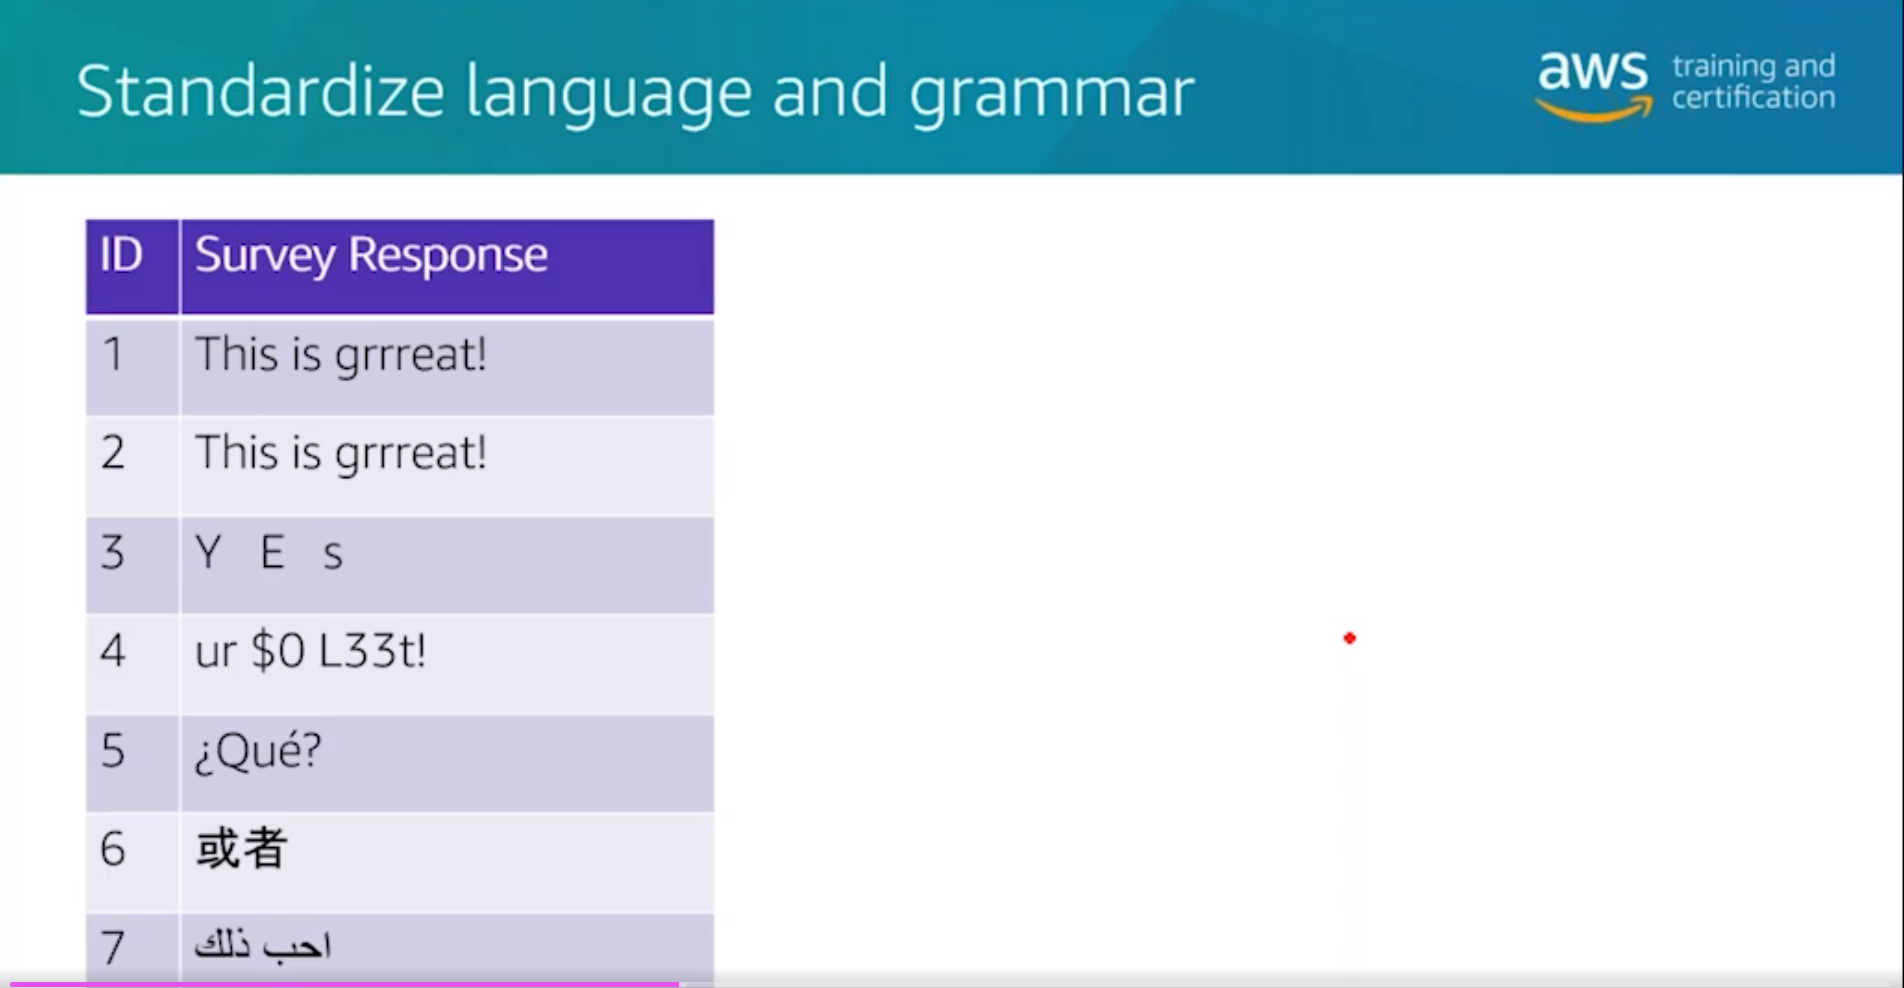 Standardize language and grammar
aws training and
certification
ID Survey Response
1 This is grrreat!
2 This is grrreat!
3 Y E s
4 ur $0 L33t!
5 ¿Qué?
6 或者
7 احب ذلك